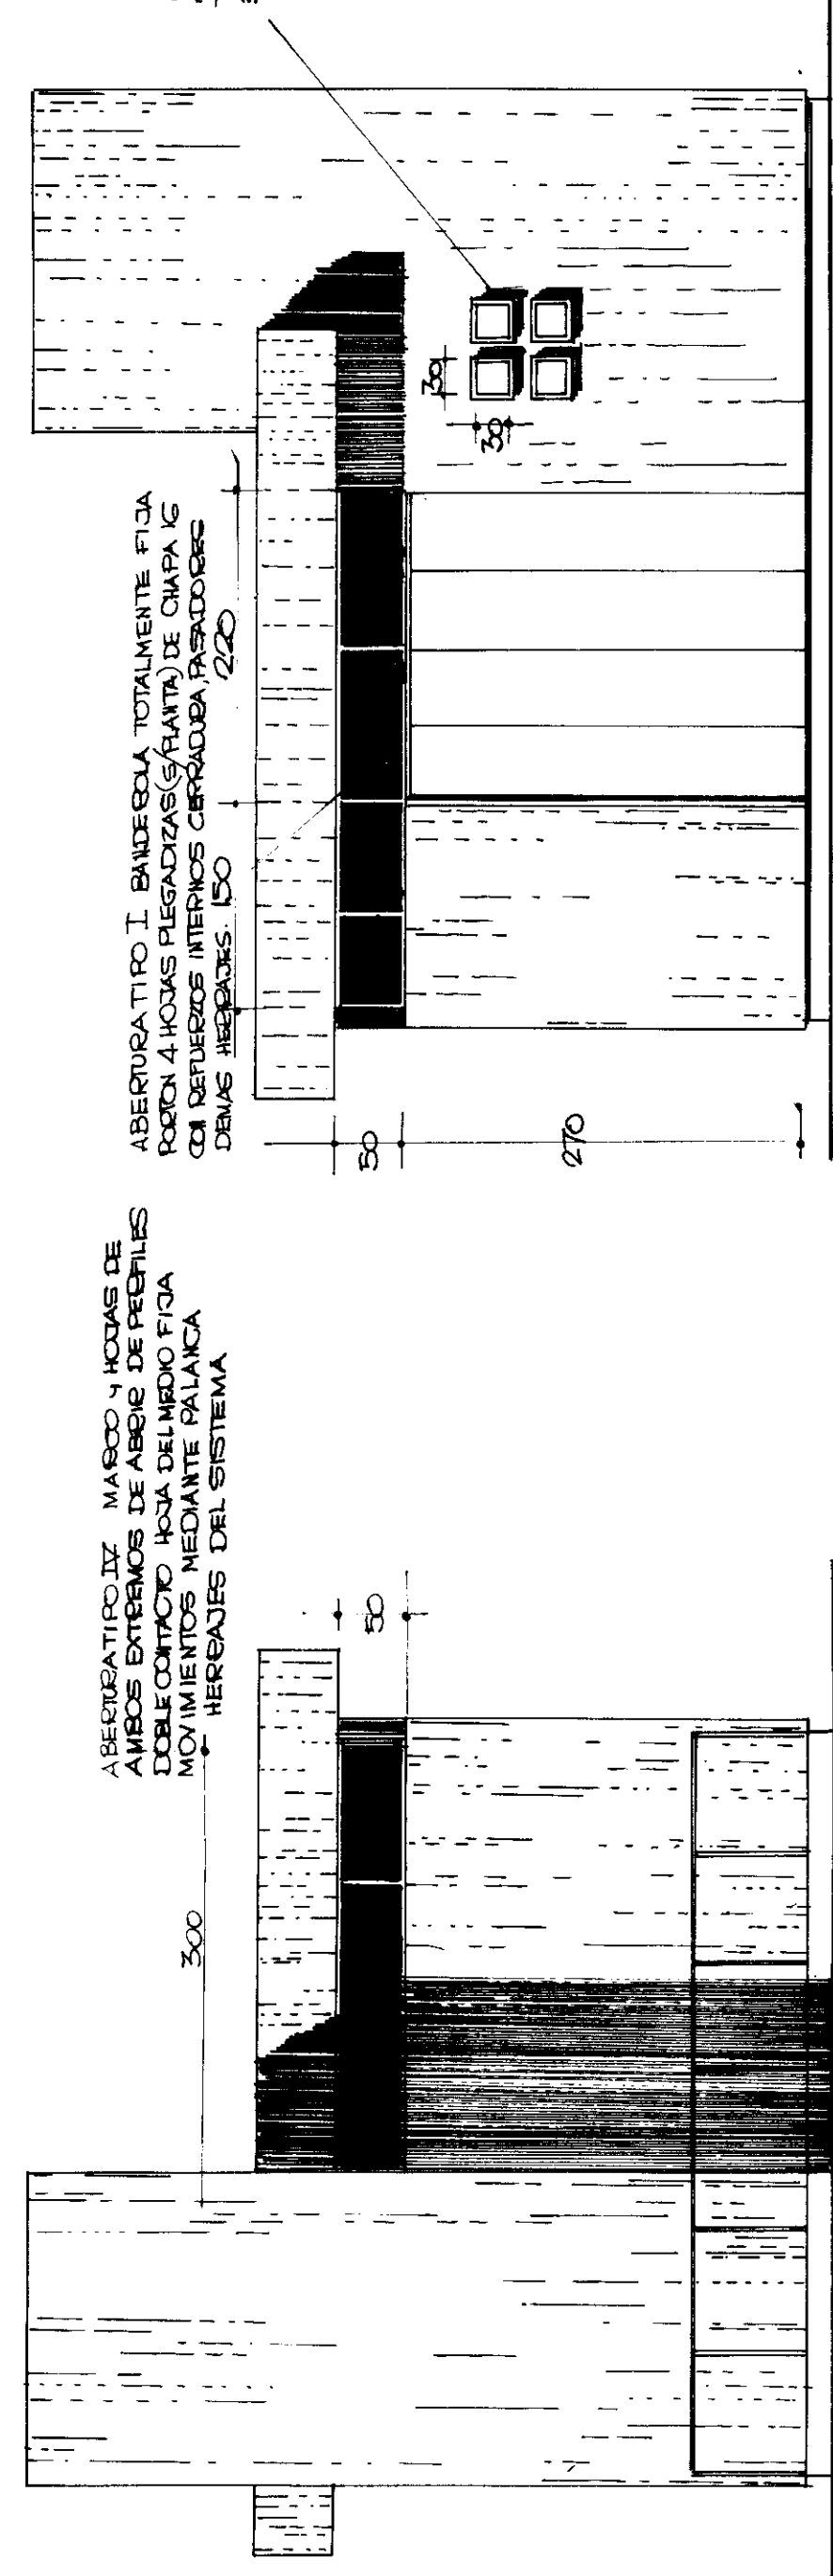 ABERTURA TIPO IV MARCO Y HOJAS DE
AMBOS EXTREMOS DE ABRIR DE PERFILES
DOBLE CONTACTO HOJA DEL MEDIO FIJA
MOVIMIENTOS MEDIANTE PALANCA
HERRAJES DEL SISTEMA
300
50
ABERTURA TIPO I BANDEROLA TOTALMENTE FIJA
PORTON 4 HOJAS PLEGADIZAS (S/PLANTA) DE CHAPA 16
CON REFUERZOS INTERNOS CERRADURA, PASADORES
DEMAS HERRAJES. 150 220
50
270
30
30